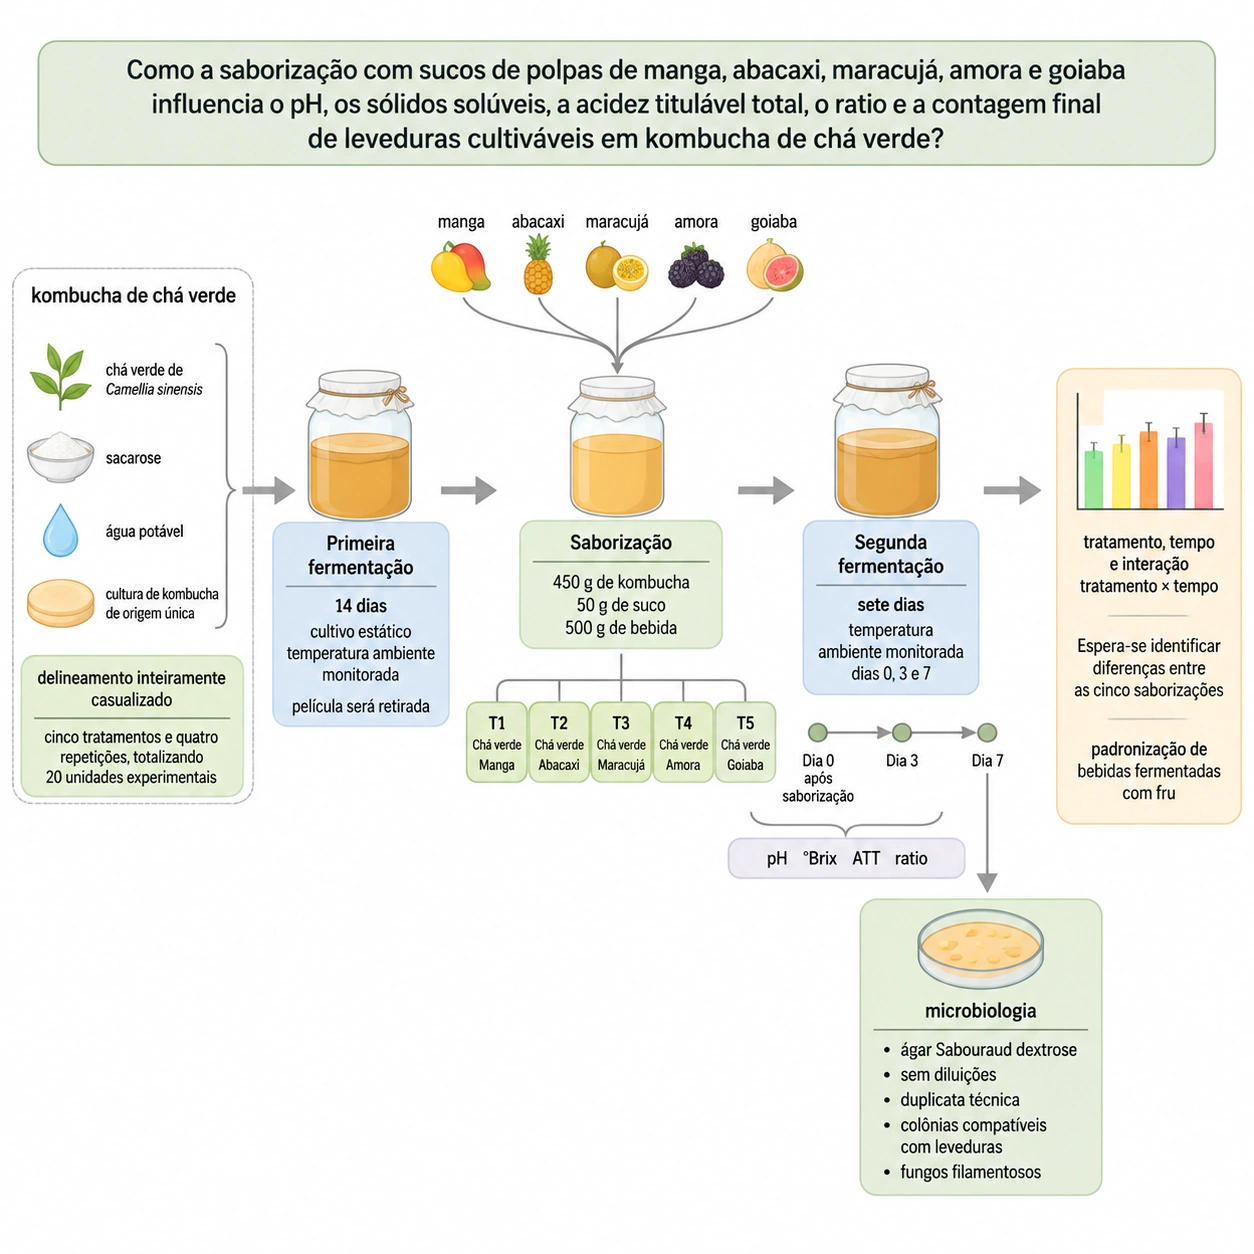 Como a saborização com sucos de polpas de manga, abacaxi, maracujá, amora e goiaba
influencia o pH, os sólidos solúveis, a acidez titulável total, o ratio e a contagem final
de leveduras cultiváveis em kombucha de chá verde?
manga
abacaxi
maracujá
amora
goiaba
kombucha de chá verde
chá verde de
Camellia sinensis
sacarose
água potável
cultura de kombucha
de origem única
delineamento inteiramente
casualizado
cinco tratamentos e quatro
repetições, totalizando
20 unidades experimentais
Primeira
fermentação
14 dias
cultivo estático
temperatura ambiente
monitorada
película será retirada
Saborização
450 g de kombucha
50 g de suco
500 g de bebida
T1
Chá verde
Manga
T2
Chá verde
Abacaxi
T3
Chá verde
Maracujá
T4
Chá verde
Amora
T5
Chá verde
Goiaba
Segunda
fermentação
sete dias
temperatura
ambiente monitorada
dias 0, 3 e 7
Dia 0
após
saborização
Dia 3
Dia 7
pH °Brix ATT ratio
microbiologia
• ágar Sabouraud dextrose
• sem diluições
• duplicata técnica
• colônias compatíveis
com leveduras
• fungos filamentosos
tratamento, tempo
e interação
tratamento × tempo
Espera-se identificar
diferenças entre
as cinco saborizações
padronização de
bebidas fermentadas
com fru